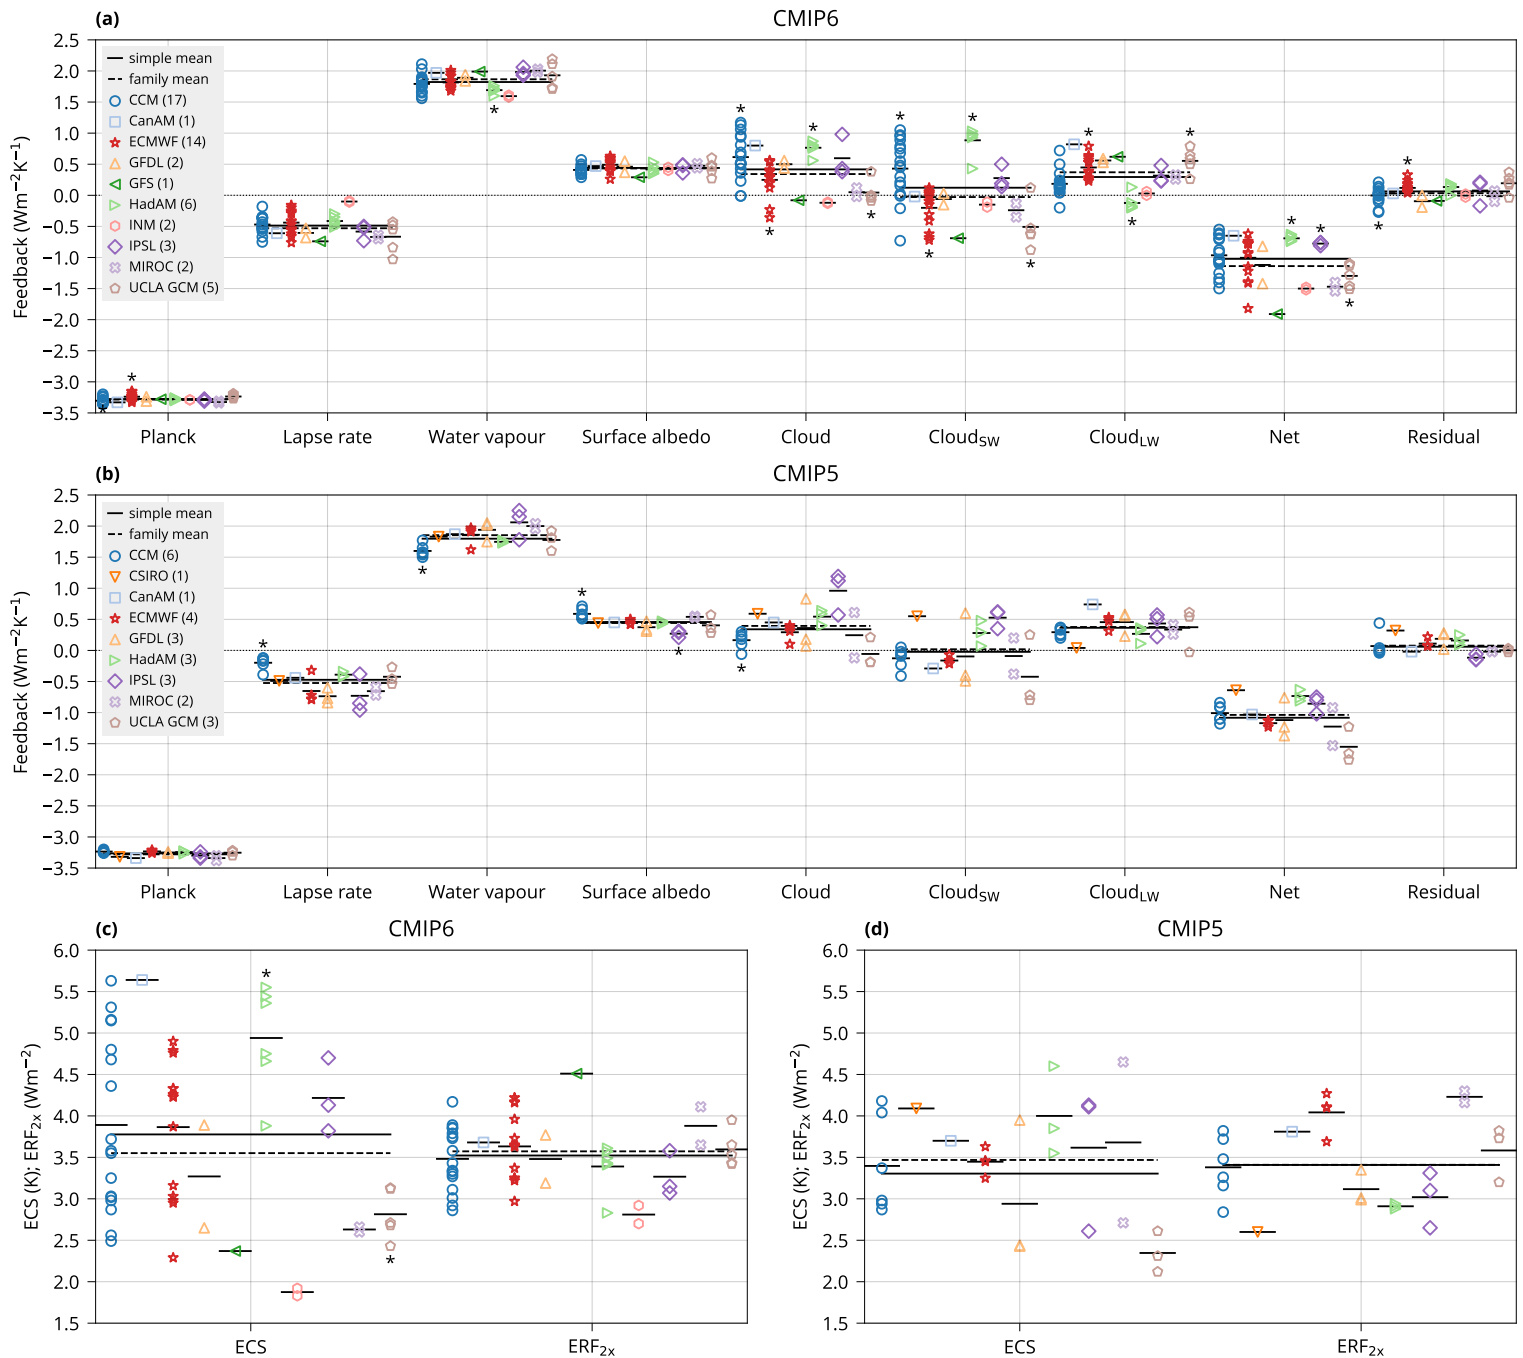 (a) CMIP6
Feedback (Wm−2K−1)
2.5
2.0
1.5
1.0
0.5
0.0
−0.5
−1.0
−1.5
−2.0
−2.5
−3.0
−3.5
simple mean
family mean
CCM (17)
CanAM (1)
ECMWF (14)
GFDL (2)
GFS (1)
HadAM (6)
INM (2)
IPSL (3)
MIROC (2)
UCLA GCM (5)
Planck Lapse rate Water vapour Surface albedo Cloud CloudSW CloudLW Net Residual
(b) CMIP5
Feedback (Wm−2K−1)
2.5
2.0
1.5
1.0
0.5
0.0
−0.5
−1.0
−1.5
−2.0
−2.5
−3.0
−3.5
simple mean
family mean
CCM (6)
CSIRO (1)
CanAM (1)
ECMWF (4)
GFDL (3)
HadAM (3)
IPSL (3)
MIROC (2)
UCLA GCM (3)
Planck Lapse rate Water vapour Surface albedo Cloud CloudSW CloudLW Net Residual
(c) CMIP6
ECS (K); ERF2x (Wm−2)
6.0
5.5
5.0
4.5
4.0
3.5
3.0
2.5
2.0
1.5
ECS ERF2x
(d) CMIP5
ECS (K); ERF2x (Wm−2)
6.0
5.5
5.0
4.5
4.0
3.5
3.0
2.5
2.0
1.5
ECS ERF2x